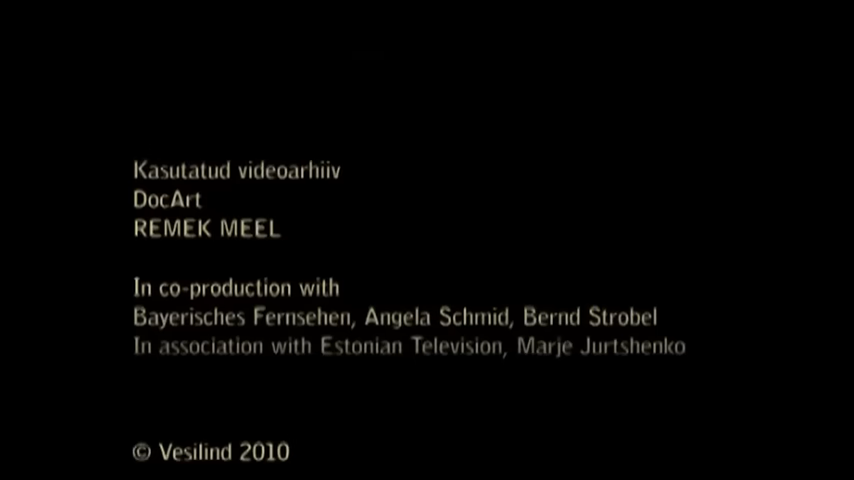 Kasutatud videoarhiiv
DocArt
REMEK MEEL
In co-production with
Bayerisches Fernsehen, Angela Schmid, Bernd Strobel
In association with Estonian Television, Marje Jurtshenko
© Vesilind 2010